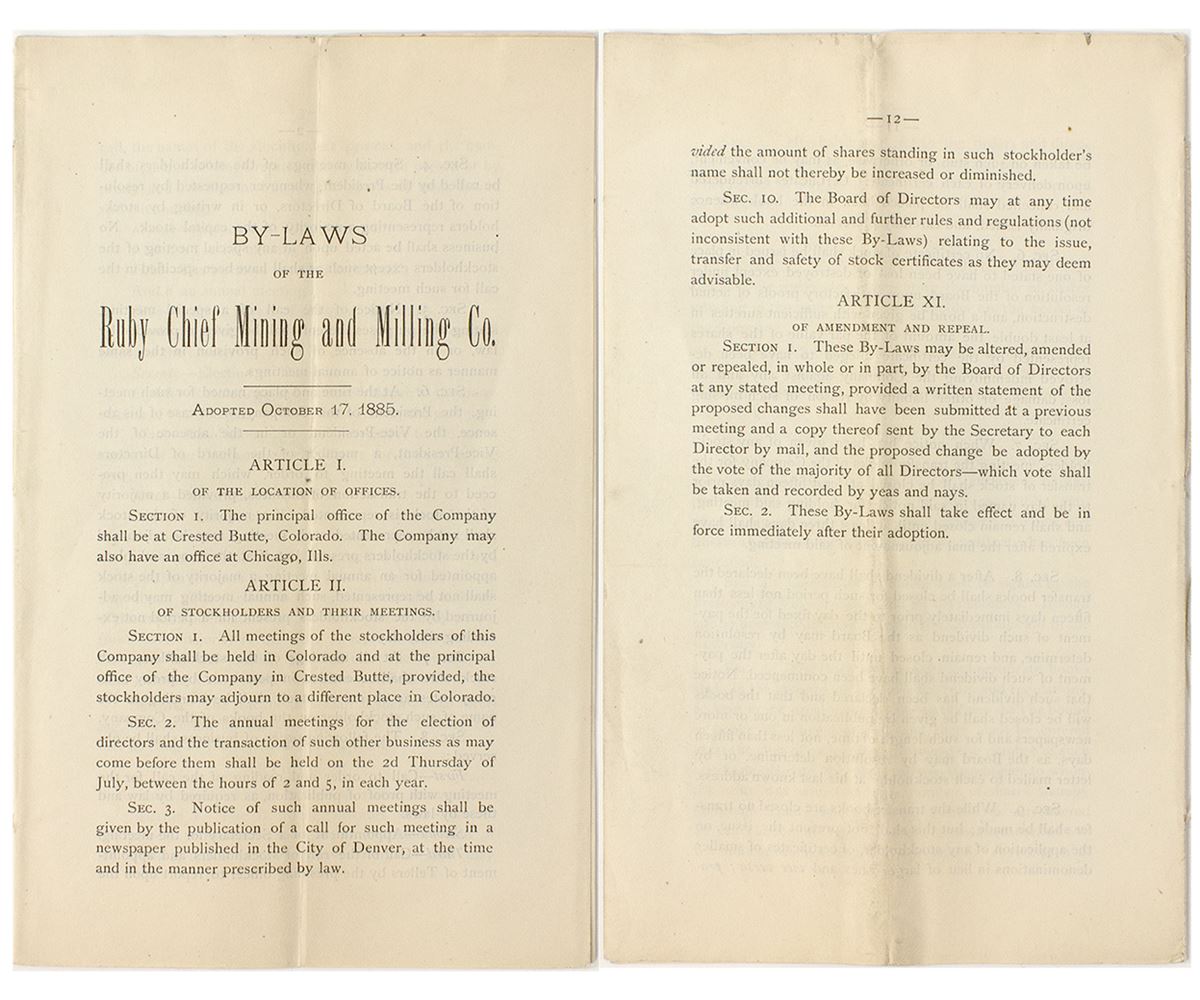 BY-LAWS
OF THE
Ruby Chief Mining and Milling Co.
ADOPTED OCTOBER 17, 1885.
ARTICLE I.
OF THE LOCATION OF OFFICES.
SECTION 1. The principal office of the Company
shall be at Crested Butte, Colorado. The Company may
also have an office at Chicago, Ills.
ARTICLE II.
OF STOCKHOLDERS AND THEIR MEETINGS.
SECTION 1. All meetings of the stockholders of this
Company shall be held in Colorado and at the principal
office of the Company in Crested Butte, provided, the
stockholders may adjourn to a different place in Colorado.
SEC. 2. The annual meetings for the election of
directors and the transaction of such other business as may
come before them shall be held on the 2d Thursday of
July, between the hours of 2 and 5, in each year.
SEC. 3. Notice of such annual meetings shall be
given by the publication of a call for such meeting in a
newspaper published in the City of Denver, at the time
and in the manner prescribed by law.
—12—
vided the amount of shares standing in such stockholder's
name shall not thereby be increased or diminished.
SEC. 10. The Board of Directors may at any time
adopt such additional and further rules and regulations (not
inconsistent with these By-Laws) relating to the issue,
transfer and safety of stock certificates as they may deem
advisable.
ARTICLE XI.
OF AMENDMENT AND REPEAL.
SECTION 1. These By-Laws may be altered, amended
or repealed, in whole or in part, by the Board of Directors
at any stated meeting, provided a written statement of the
proposed changes shall have been submitted at a previous
meeting and a copy thereof sent by the Secretary to each
Director by mail, and the proposed change be adopted by
the vote of the majority of all Directors—which vote shall
be taken and recorded by yeas and nays.
SEC. 2. These By-Laws shall take effect and be in
force immediately after their adoption.